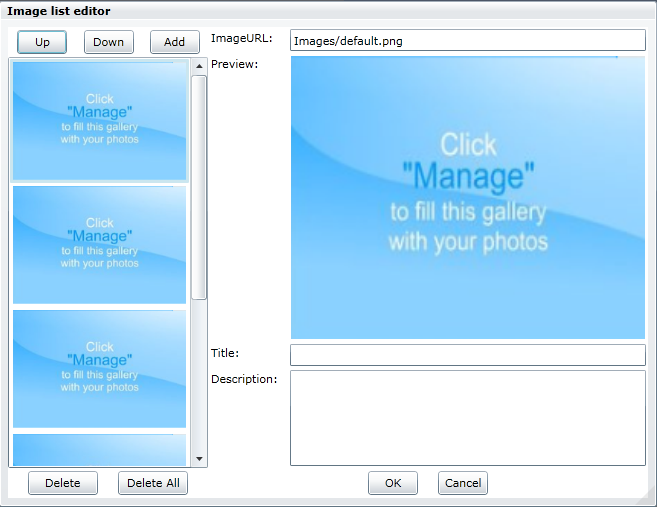 Image list editor
Up
Down
Add
ImageURL:
Images/default.png
Preview:
Click
"Manage"
to fill this gallery
with your photos
Click
"Manage"
to fill this gallery
with your photos
Click
"Manage"
to fill this gallery
with your photos
Click
"Manage"
to fill this gallery
with your photos
Title:
Description:
Delete
Delete All
OK
Cancel